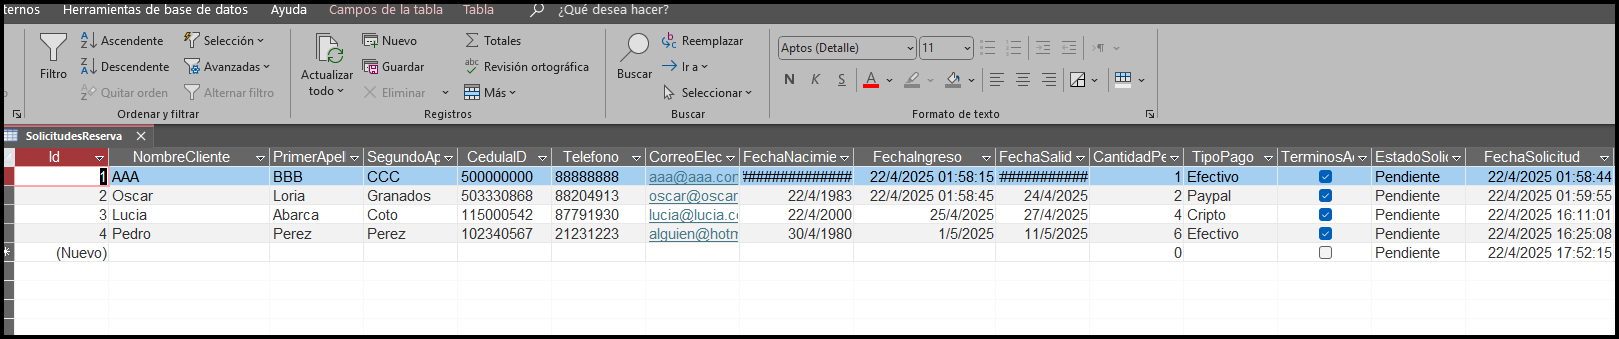 ternos Herramientas de base de datos Ayuda Campos de la tabla Tabla ¿Qué desea hacer?
Ascendente Selección Nuevo Totales Reemplazar Aptos (Detalle) 11
Filtro Descendente Avanzadas Actualizar todo Guardar Revisión ortográfica Buscar Ir a N K S A
Quitar orden Alternar filtro Eliminar Más Seleccionar
Ordenar y filtrar Registros Buscar Formato de texto
SolicitudesReserva
Id NombreCliente PrimerApel SegundoAp CedulaID Telefono CorreoElec FechaNacimie FechaIngreso FechaSalid CantidadPe TipoPago TerminosA EstadoSolic FechaSolicitud
1 AAA BBB CCC 500000000 88888888 aaa@aaa.con ############## 22/4/2025 01:58:15 ############ 1 Efectivo Pendiente 22/4/2025 01:58:44
2 Oscar Loria Granados 503330868 88204913 oscar@oscar 22/4/1983 22/4/2025 01:58:45 24/4/2025 2 Paypal Pendiente 22/4/2025 01:59:55
3 Lucia Abarca Coto 115000542 87791930 lucia@lucia.c 22/4/2000 25/4/2025 27/4/2025 4 Cripto Pendiente 22/4/2025 16:11:01
4 Pedro Perez Perez 102340567 21231223 alguien@hotm 30/4/1980 1/5/2025 11/5/2025 6 Efectivo Pendiente 22/4/2025 16:25:08
(Nuevo) 0 Pendiente 22/4/2025 17:52:15